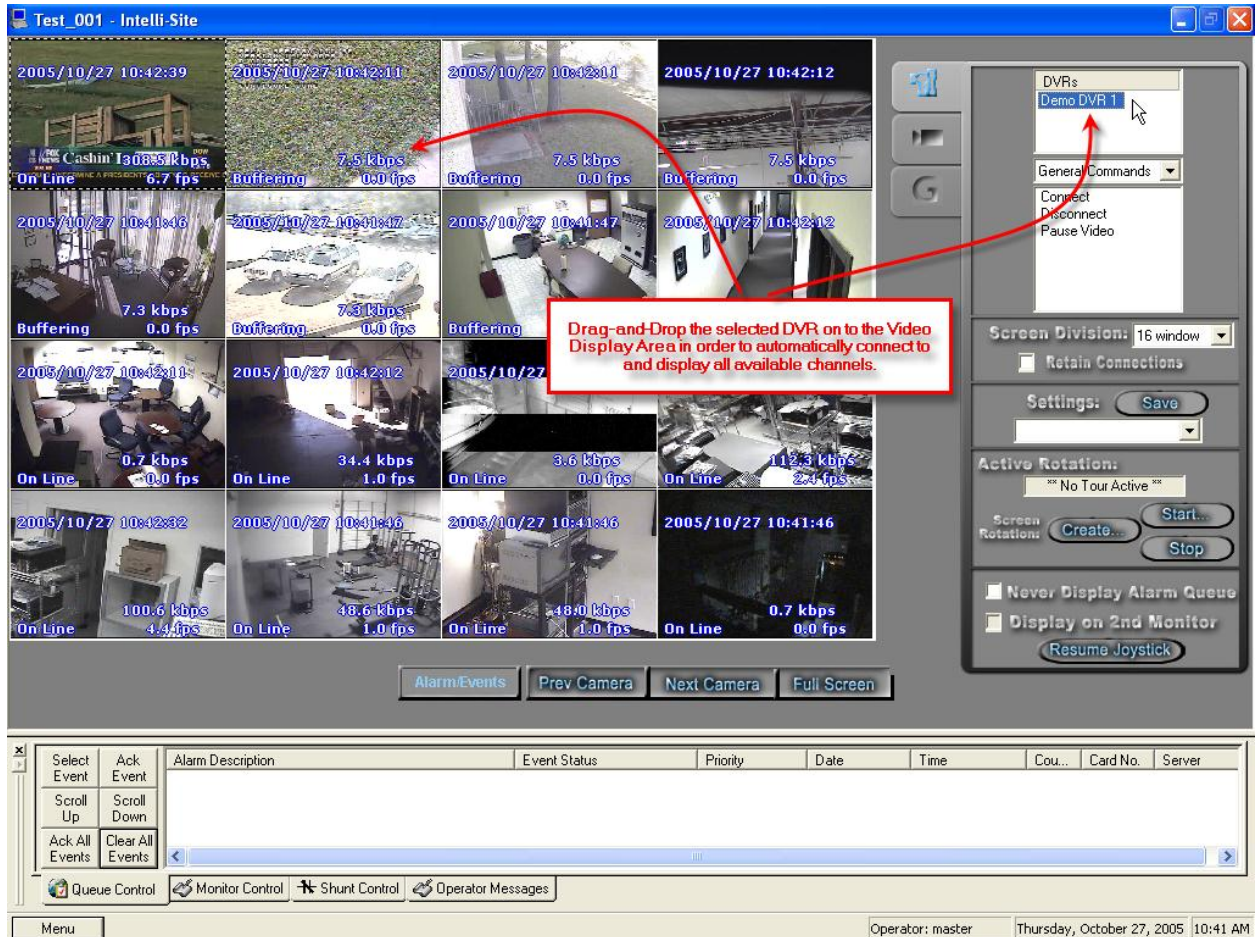 Test_001 - Intelli-Site
2005/10/27 10:42:39
Cashin'
308.5 kbps
On Line 6.7 fps
2005/10/27 10:42:11
7.5 kbps
Buffering 0.0 fps
2005/10/27 10:42:11
7.5 kbps
Buffering 0.0 fps
2005/10/27 10:42:12
7.5 kbps
Buffering 0.0 fps
2005/10/27 10:41:46
7.3 kbps
Buffering 0.0 fps
2005/10/27 10:41:47
7.3 kbps
Buffering 0.0 fps
2005/10/27 10:41:47
Buffering
2005/10/27 10:42:12
Drag-and-Drop the selected DVR on to the Video
Display Area in order to automatically connect to
and display all available channels.
2005/10/27 10:42:11
0.7 kbps
On Line 0.0 fps
2005/10/27 10:42:12
34.4 kbps
On Line 1.0 fps
2005/10/27
3.6 kbps
On Line 0.0 fps
112.3 kbps
On Line 2.4 fps
2005/10/27 10:42:32
100.6 kbps
On Line 4.4 fps
2005/10/27 10:41:46
48.6 kbps
On Line 1.0 fps
2005/10/27 10:41:46
48.0 kbps
On Line 1.0 fps
2005/10/27 10:41:46
0.7 kbps
On Line 0.0 fps
G
DVRs
Demo DVR 1
General Commands
Connect
Disconnect
Pause Video
Screen Division: 16 window
Retain Connections
Settings: Save
Active Rotation:
** No Tour Active **
Screen
Rotation: Create... Start...
Stop
Never Display Alarm Queue
Display on 2nd Monitor
Resume Joystick
Alarm/Events Prev Camera Next Camera Full Screen
Select Event Ack Event
Scroll Up Scroll Down
Ack All Events Clear All Events
Alarm Description Event Status Priority Date Time Cou... Card No. Server
Queue Control Monitor Control Shunt Control Operator Messages
Menu Operator: master Thursday, October 27, 2005 10:41 AM